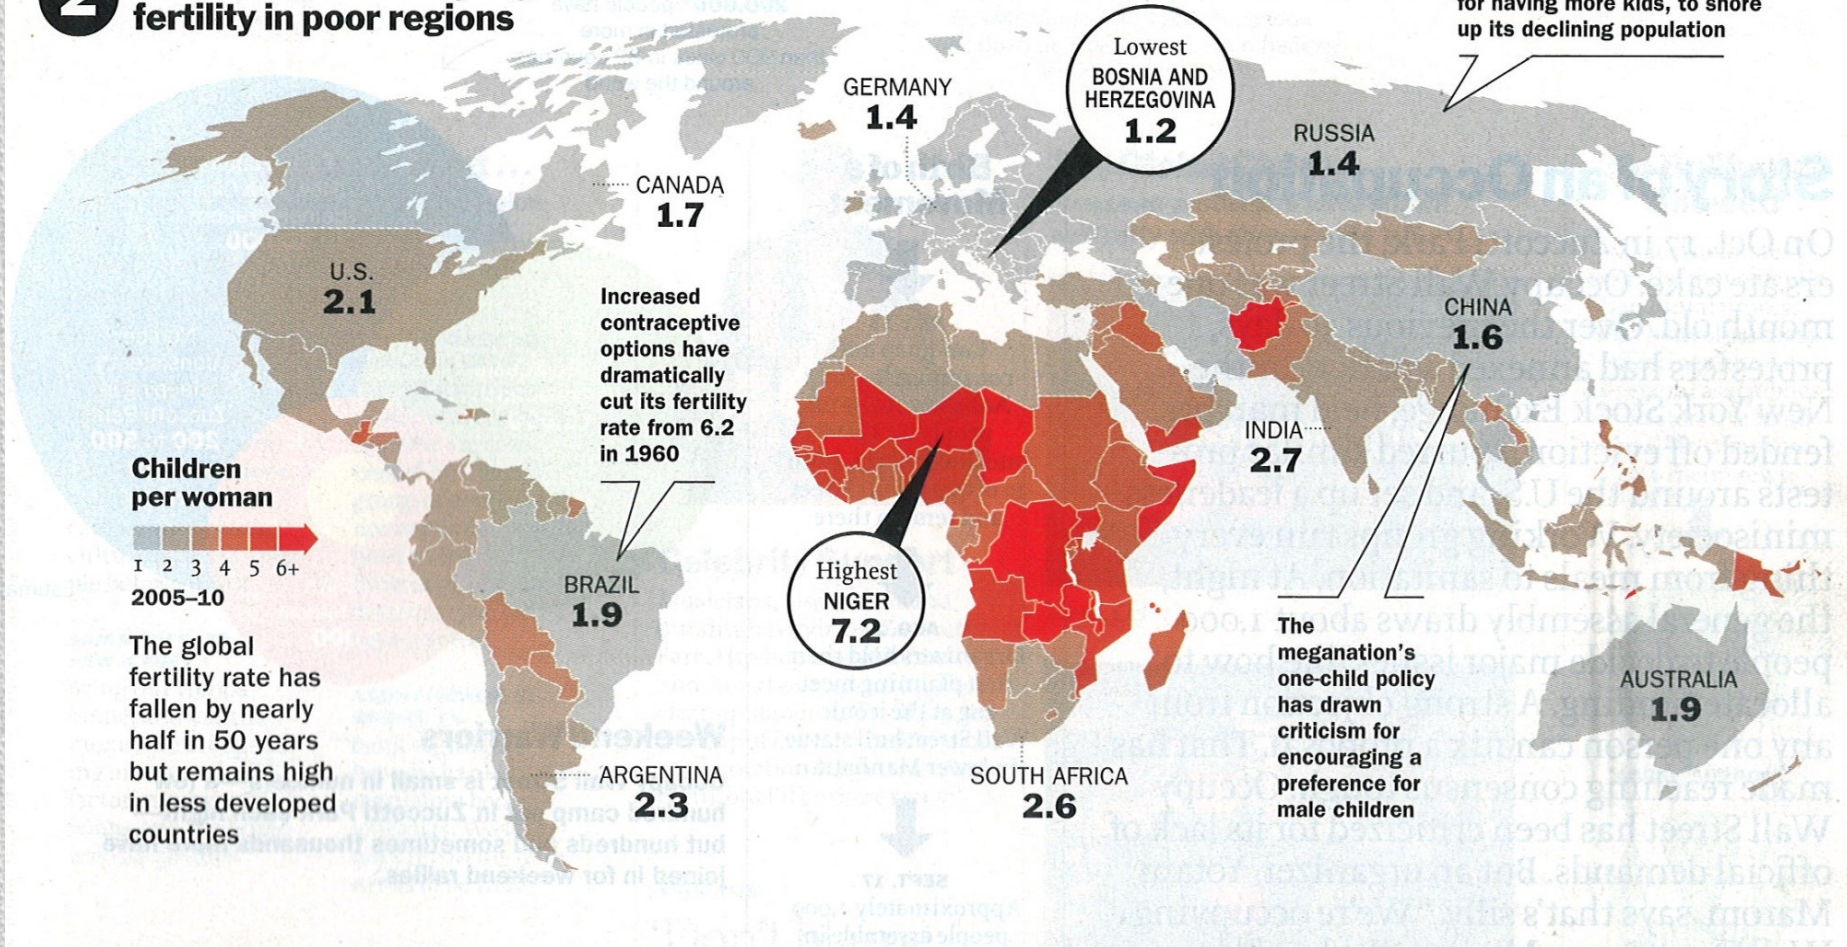 2
fertility in poor regions
for having more kids, to shore
up its declining population
Lowest
BOSNIA AND
HERZEGOVINA
1.2
GERMANY
1.4
RUSSIA
1.4
CANADA
1.7
U.S.
2.1
Increased
contraceptive
options have
dramatically
cut its fertility
rate from 6.2
in 1960
CHINA
1.6
INDIA
2.7
Children
per woman
1 2 3 4 5 6+
2005–10
The global
fertility rate has
fallen by nearly
half in 50 years
but remains high
in less developed
countries
BRAZIL
1.9
Highest
NIGER
7.2
ARGENTINA
2.3
SOUTH AFRICA
2.6
The
meganation's
one-child policy
has drawn
criticism for
encouraging a
preference for
male children
AUSTRALIA
1.9